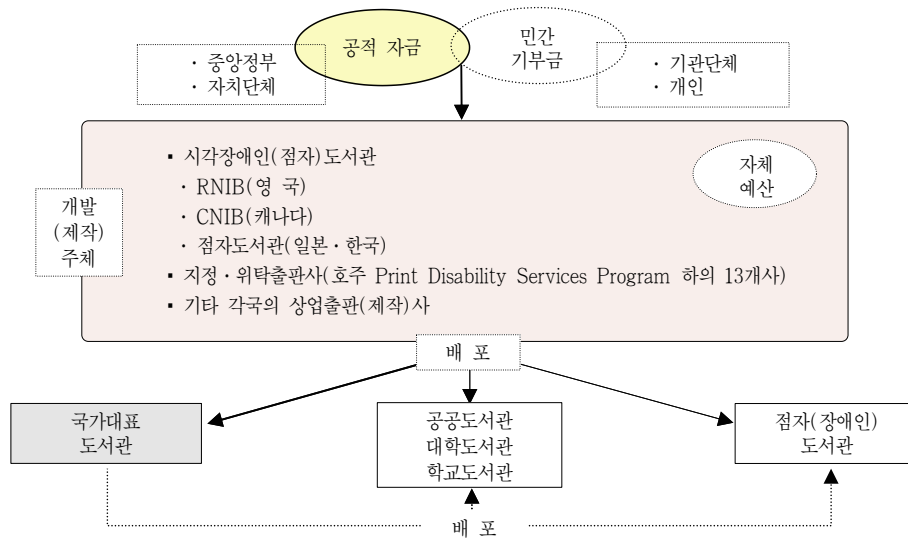 공적 자금
민간
기부금
· 중앙정부
· 자치단체
· 기관단체
· 개인
▪ 시각장애인(점자)도서관
· RNIB(영 국)
· CNIB(캐나다)
· 점자도서관(일본·한국)
▪ 지정·위탁출판사(호주 Print Disability Services Program 하의 13개사)
▪ 기타 각국의 상업출판(제작)사
자체
예산
개발
(제작)
주체
배 포
국가대표
도서관
공공도서관
대학도서관
학교도서관
점자(장애인)
도서관
배 포